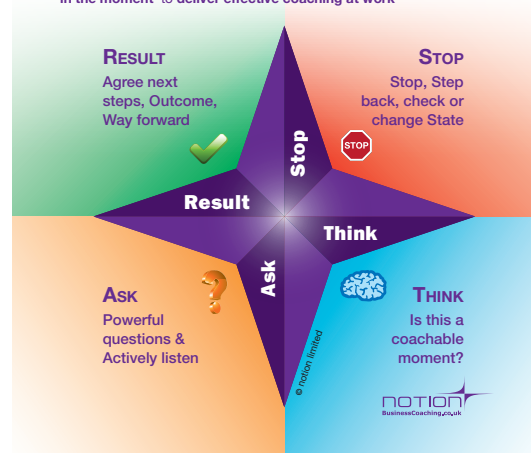 in the moment' to deliver effective coaching at work
RESULT
Agree next
steps, Outcome,
Way forward
STOP
Stop, Step
back, check or
change State
STOP
Stop
Result
Think
Ask
ASK
Powerful
questions &
Actively listen
THINK
Is this a
coachable
moment?
© notion limited
notion
BusinessCoaching.co.uk